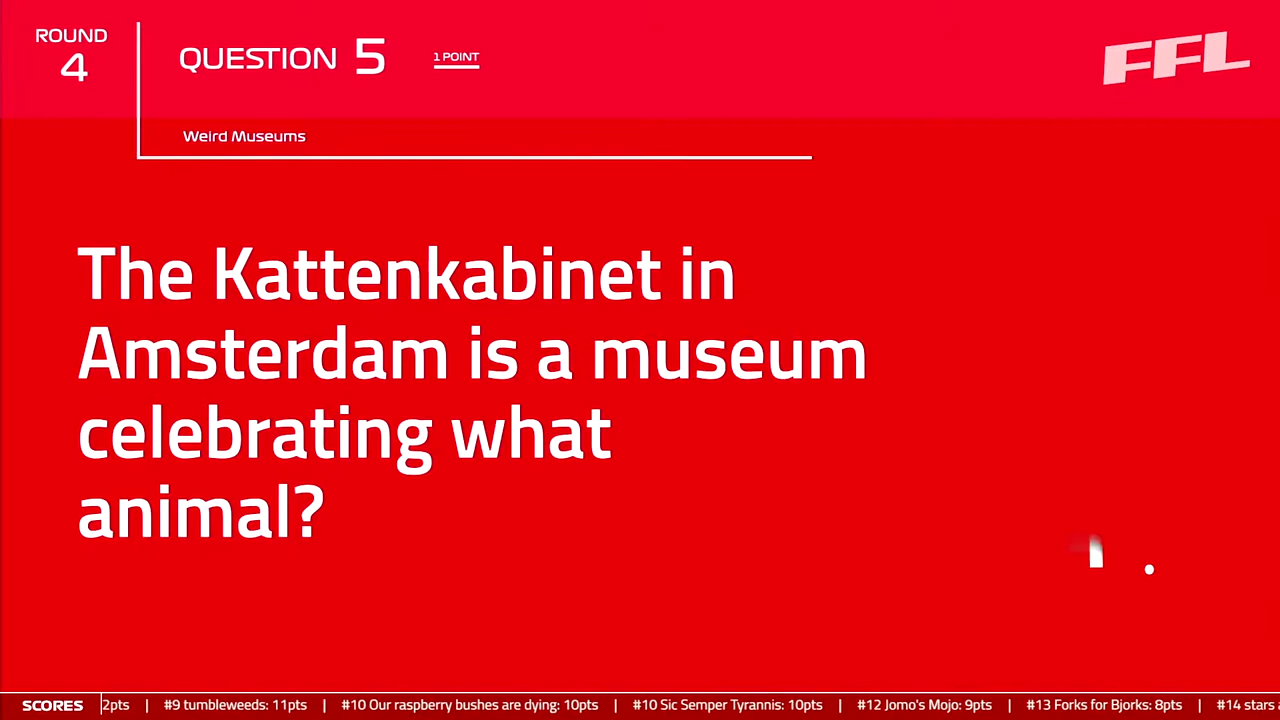 ROUND
4
QUESTION 5
1 POINT
FFL
Weird Museums
The Kattenkabinet in
Amsterdam is a museum
celebrating what
animal?
SCORES 2pts | #9 tumbleweeds: 11pts | #10 Our raspberry bushes are dying: 10pts | #10 Sic Semper Tyrannis: 10pts | #12 Jomo's Mojo: 9pts | #13 Forks for Bjorks: 8pts | #14 stars